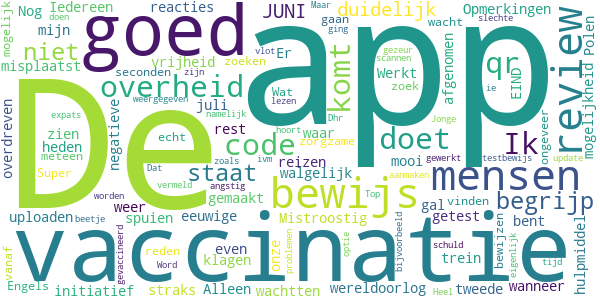 Nog Iedereen reacties JUNI duidelijk Opmerkingen doen Maar slechte
mogelijk mijn goed gaan wacht app review
misplaatst niet vrijheid Er vlot zijn gezeur scannen Werkt zoek afgenomen qr EIND mogelijkheid Polen
seconden zoeken ging komt
overdreven De overheid Wat weergegeven lezen
expats zien heden meteen negatieve juli echt namelijk Dhr hoort Jonge ie testbewijs update
code rest waar zorgzame doet Ik ongeveer
Super worden staat reizen mooi ivm gewerkt mensen
Dat angstig walgelijk zoals Top aanmaken
uploaden weer gemaakt bewijs gal getest begrijp
vermeld beetje spuien eeuwige Mistroostig vinden bent hulpmiddel
vaccinatie
vanaf Engels reden even klagen onze problemen optie bijvoorbeeld schuld trein bewijzen eigenlijk tijd
gevaccineerd initiatief Alleen wachtten wereldoorlog tweede wanneer
straks Word Heel